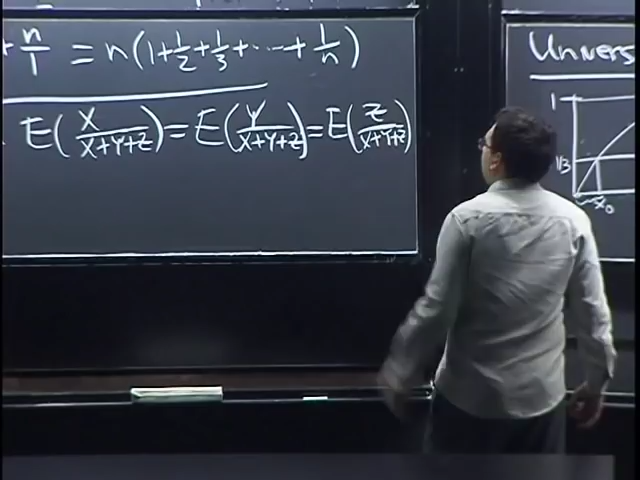 + n/1 = n(1+1/2+1/3+⋯+1/n)
E(X/(X+Y+Z)) = E(Y/(X+Y+Z)) = E(Z/(X+Y+Z))
Univers
1
1/3
x₀